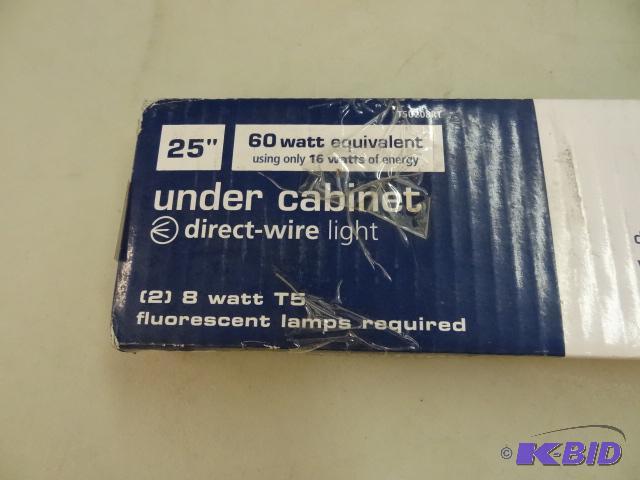 T50208RT
25"
60 watt equivalent
using only 16 watts of energy
under cabinet
direct-wire light
(2) 8 watt T5
fluorescent lamps required
© K-BID